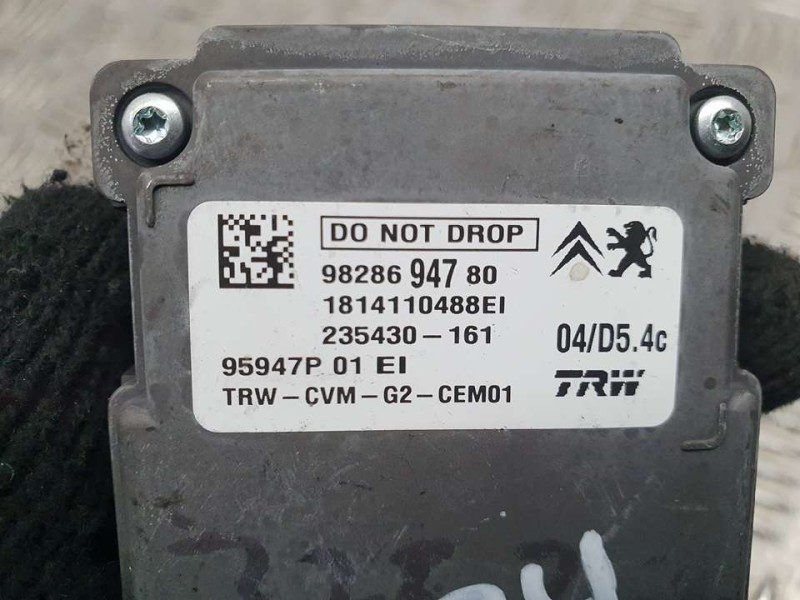 DO NOT DROP
98286 947 80
1814110488EI
235430-161
04/D5.4c
95947P 01 EI
TRW-CVM-G2-CEM01
TRW